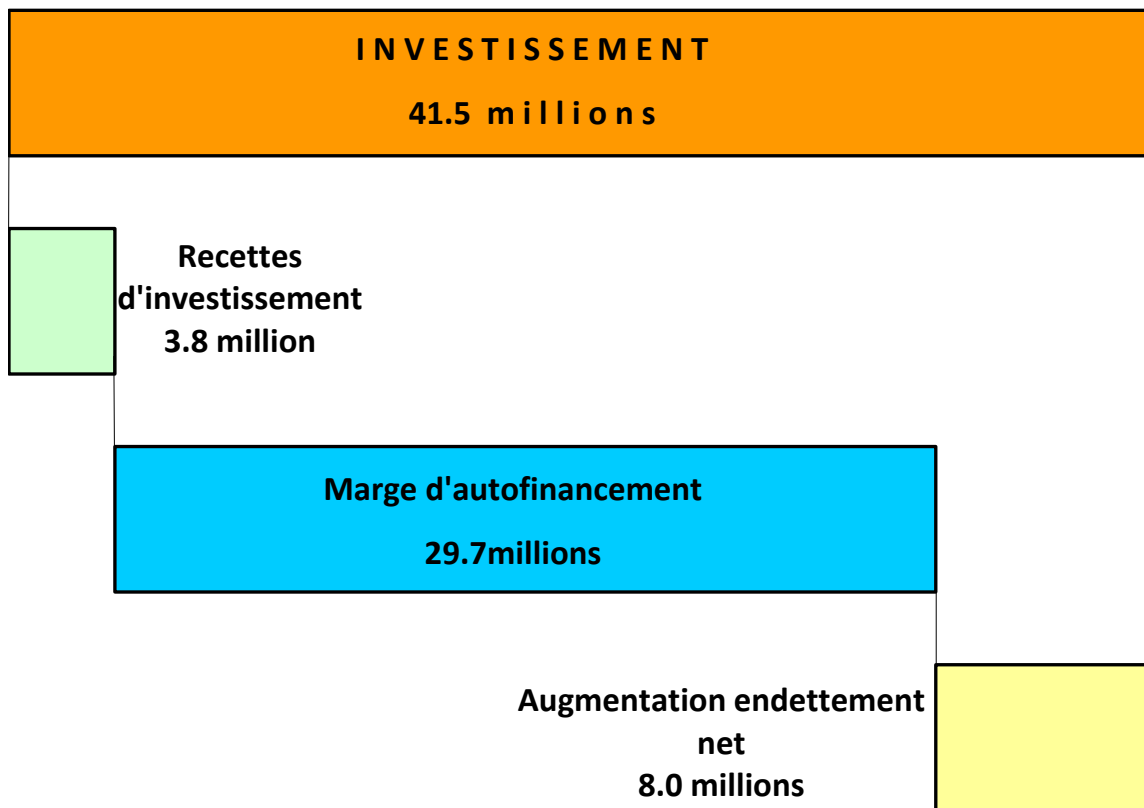 I N V E S T I S S E M E N T
41.5 m i l l i o n s
Recettes
d'investissement
3.8 million
Marge d'autofinancement
29.7millions
Augmentation endettement
net
8.0 millions